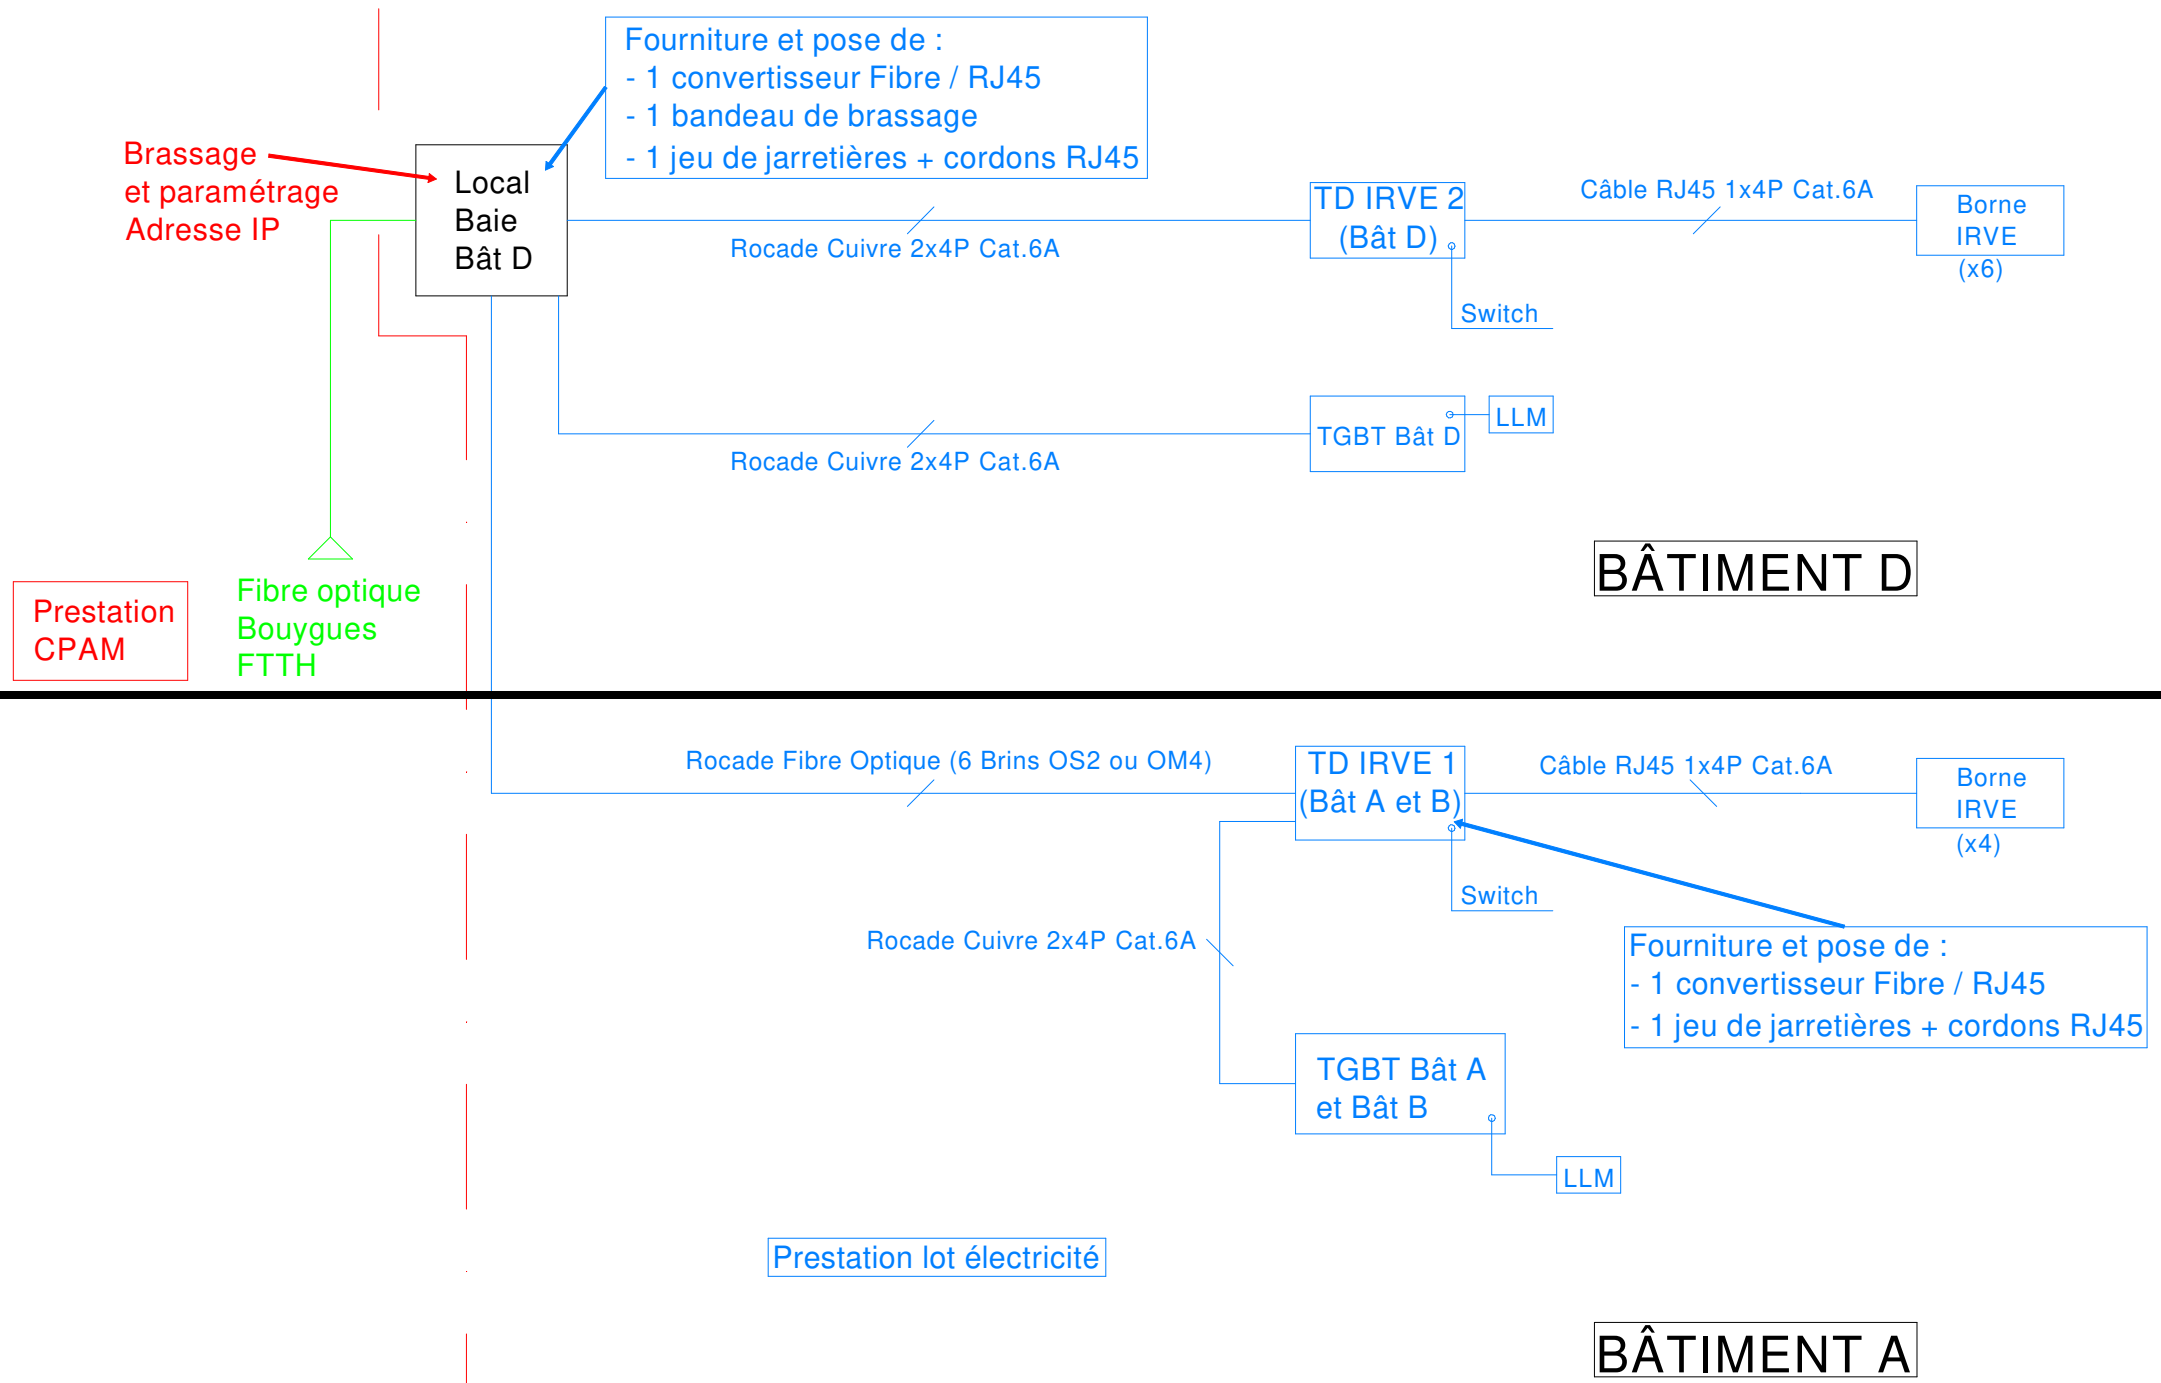 Fourniture et pose de :
- 1 convertisseur Fibre / RJ45
- 1 bandeau de brassage
- 1 jeu de jarretières + cordons RJ45
Brassage
et paramétrage
Adresse IP
Local
Baie
Bât D
Rocade Cuivre 2x4P Cat.6A
TD IRVE 2
(Bât D)
Switch
Câble RJ45 1x4P Cat.6A
Borne
IRVE
(x6)
Rocade Cuivre 2x4P Cat.6A
TGBT Bât D
LLM
BÂTIMENT D
Prestation
CPAM
Fibre optique
Bouygues
FTTH
Rocade Fibre Optique (6 Brins OS2 ou OM4)
TD IRVE 1
(Bât A et B)
Switch
Câble RJ45 1x4P Cat.6A
Borne
IRVE
(x4)
Rocade Cuivre 2x4P Cat.6A
Fourniture et pose de :
- 1 convertisseur Fibre / RJ45
- 1 jeu de jarretières + cordons RJ45
TGBT Bât A
et Bât B
LLM
Prestation lot électricité
BÂTIMENT A